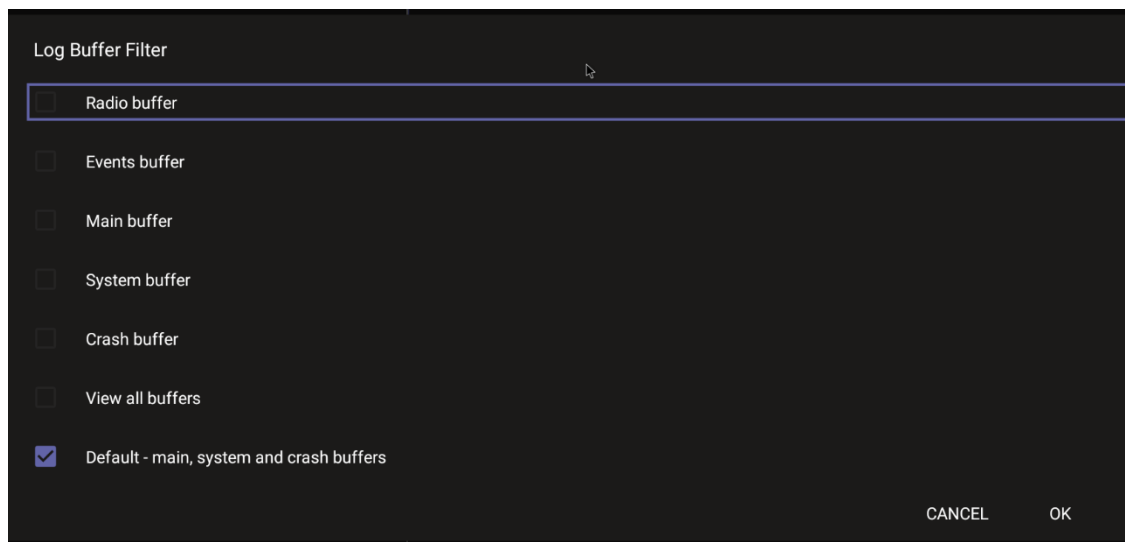 Log Buffer Filter
Radio buffer
Events buffer
Main buffer
System buffer
Crash buffer
View all buffers
Default - main, system and crash buffers
CANCEL OK